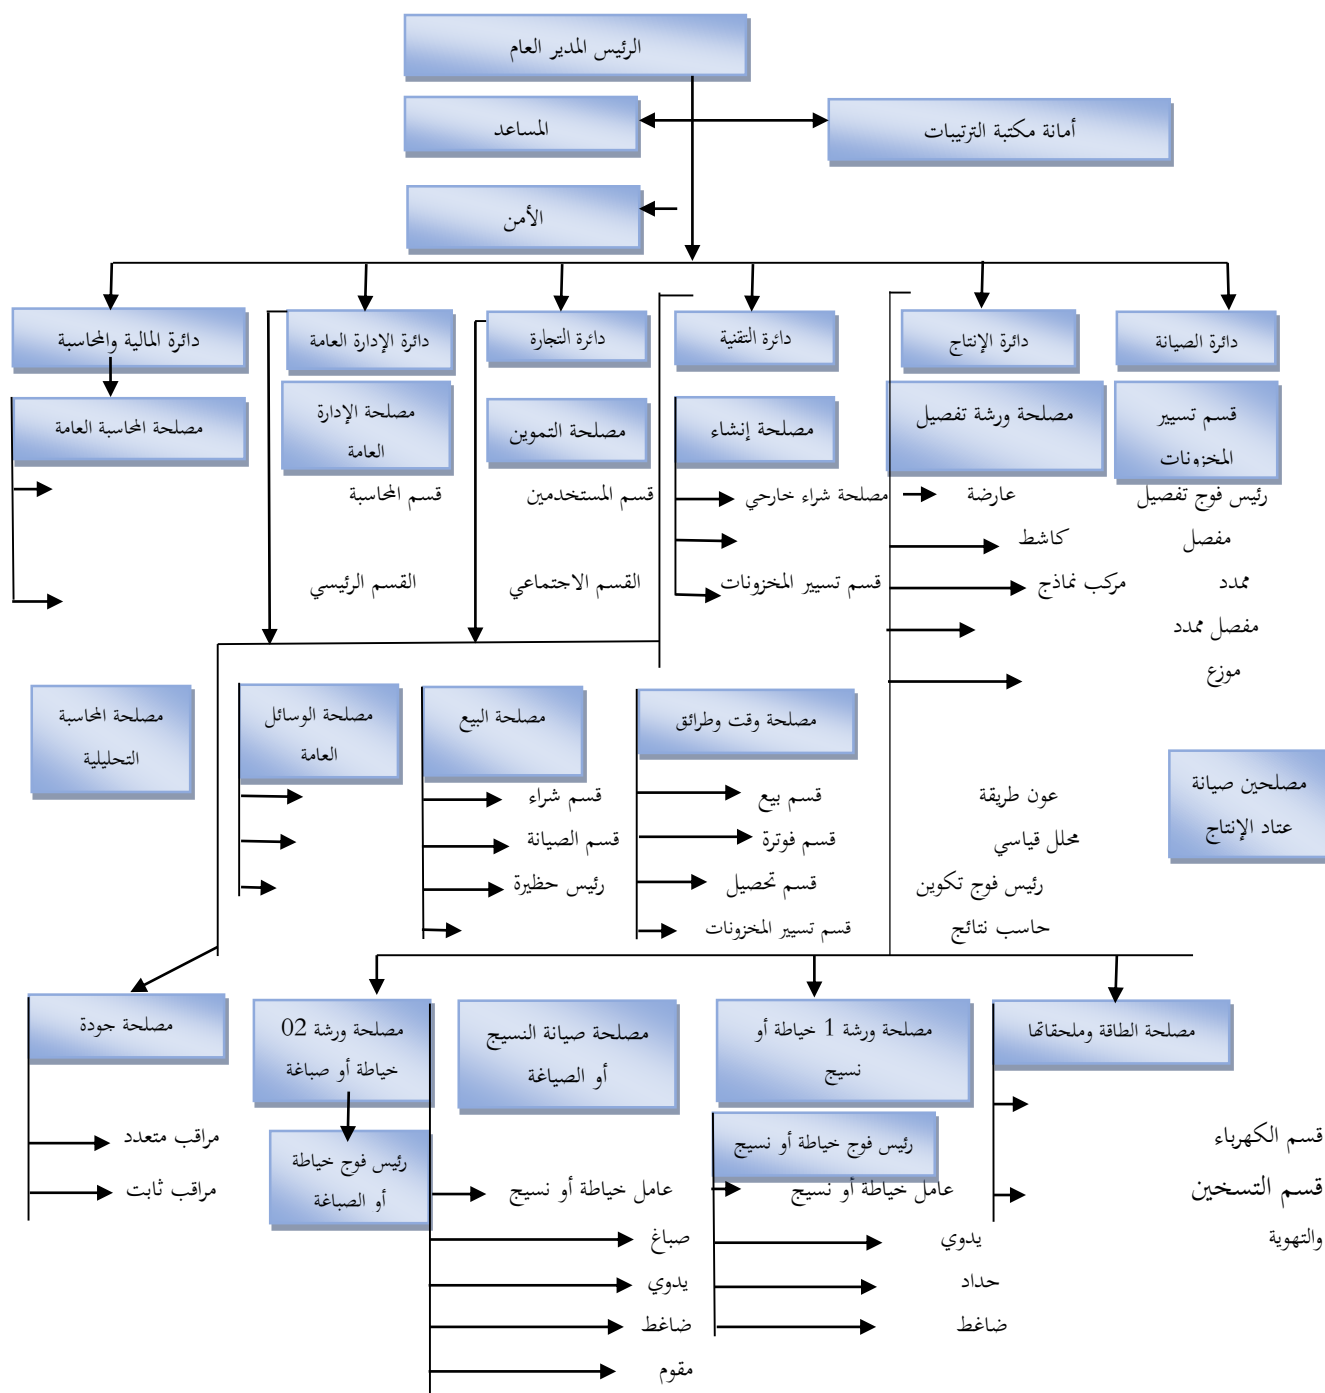 الرئيس المدير العام
أمانة مكتبة الترتيبات
المساعد
الأمن
دائرة الصيانة
دائرة الإنتاج
دائرة التقنية
دائرة التجارة
دائرة الإدارة العامة
دائرة المالية والمحاسبة
قسم تسيير
المخزونات
مصلحة ورشة تفصيل
مصلحة إنشاء
مصلحة التموين
مصلحة الإدارة
العامة
مصلحة المحاسبة العامة
رئيس فوج تفصيل
عارضة
مصلحة شراء خارجي
قسم المستخدمين
قسم المحاسبة
مفصل
كاشط
ممدد
مركب نماذج
قسم تسيير المخزونات
القسم الاجتماعي
القسم الرئيسي
مفصل ممدد
موزع
مصلحة وقت وطرائق
مصلحة البيع
مصلحة الوسائل
العامة
مصلحة المحاسبة
التحليلية
مصلحين صيانة
عتاد الإنتاج
عون طريقة
قسم بيع
قسم شراء
محلل قياسي
قسم فوترة
قسم الصيانة
رئيس فوج تكوين
قسم تحصيل
رئيس حظيرة
حاسب نتائج
قسم تسيير المخزونات
مصلحة الطاقة وملحقاتها
مصلحة ورشة 1 خياطة أو
نسيج
مصلحة صيانة النسيج
أو الصياغة
مصلحة ورشة 02
خياطة أو صباغة
مصلحة جودة
قسم الكهرباء
رئيس فوج خياطة أو نسيج
رئيس فوج خياطة
أو الصباغة
مراقب متعدد
قسم التسخين
عامل خياطة أو نسيج
عامل خياطة أو نسيج
مراقب ثابت
والتهوية
يدوي
صباغ
حداد
يدوي
ضاغط
ضاغط
مقوم